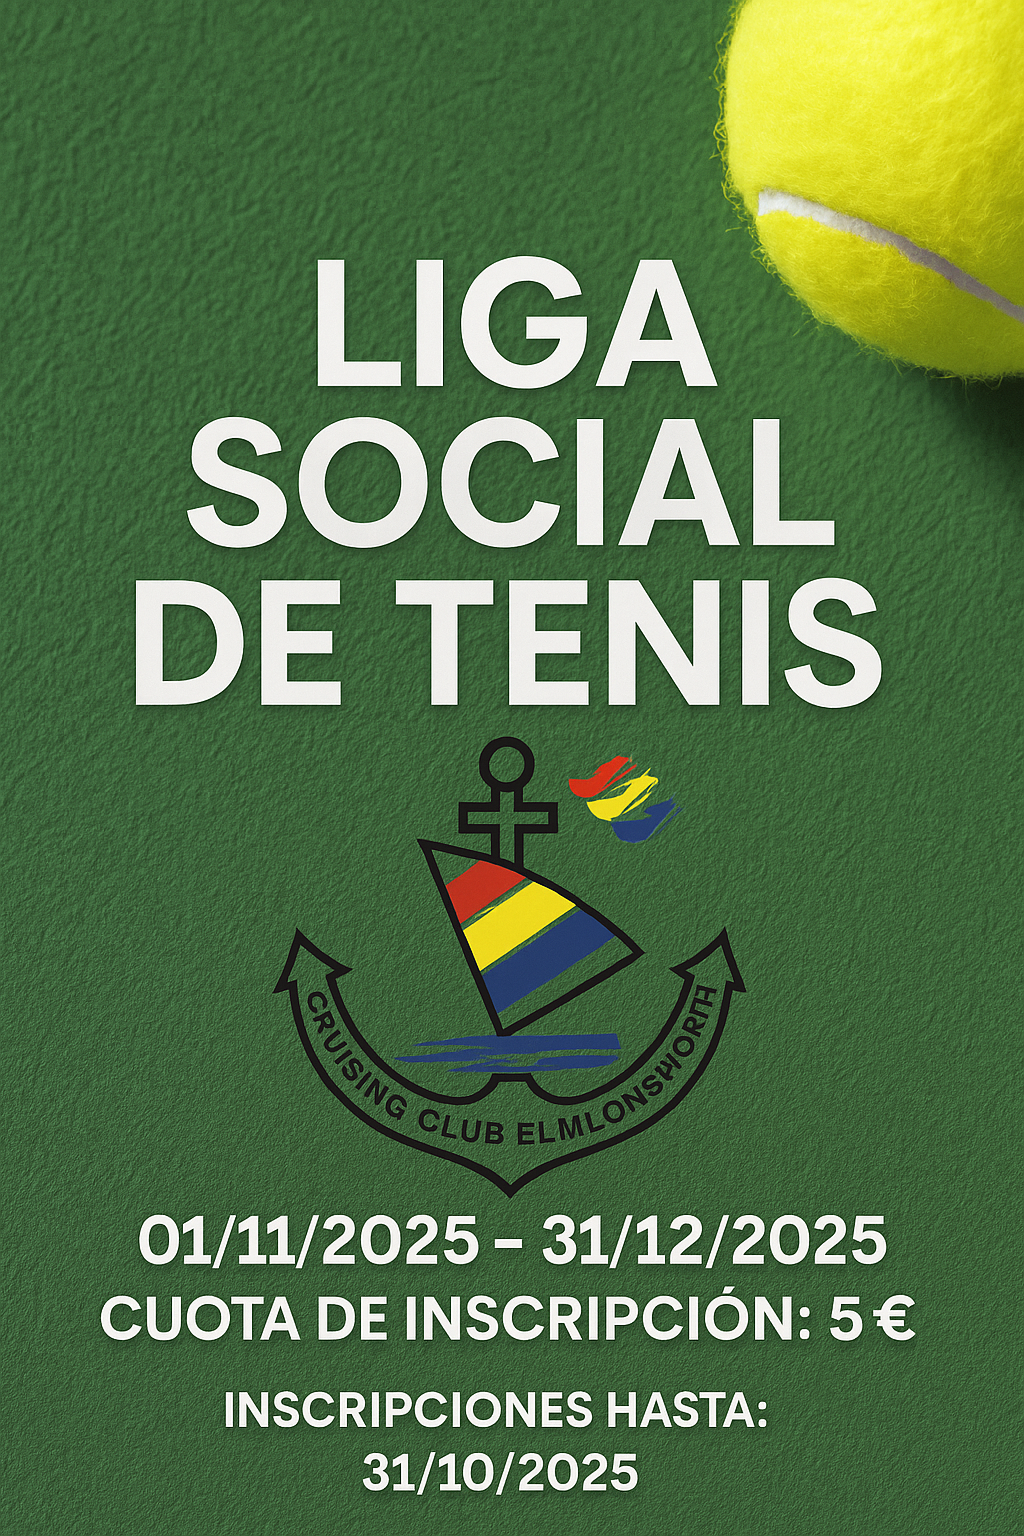 LIGA
SOCIAL
DE TENIS
CRUISING CLUB ELMLONSWORTH
01/11/2025 – 31/12/2025
CUOTA DE INSCRIPCIÓN: 5 €
INSCRIPCIONES HASTA:
31/10/2025